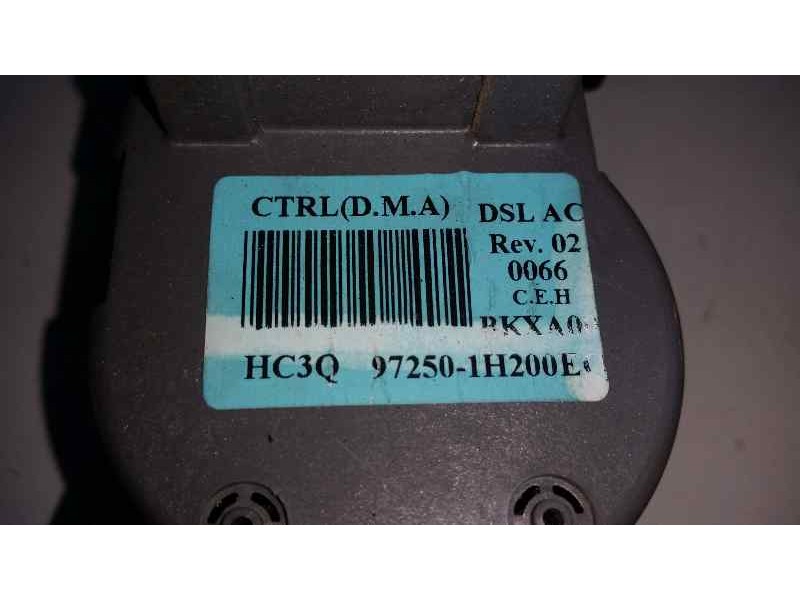 CTRL(D.M.A) DSL AC
Rev. 02
0066
C.E.H
HC3Q 97250-1H200E